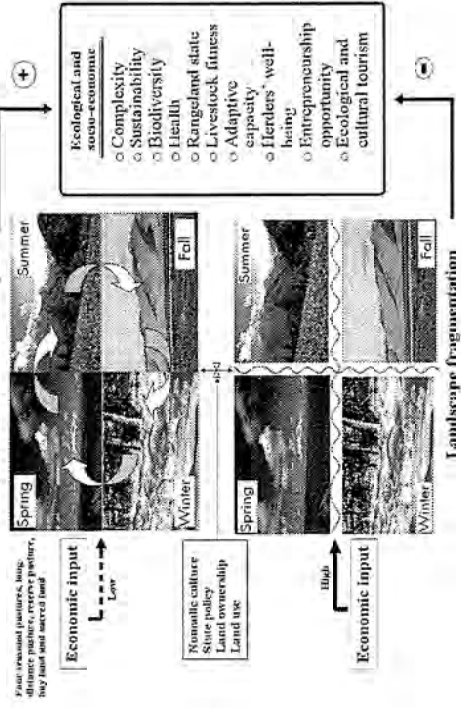 Four seasonal pastures, long-
distance pasture, reserve pasture,
hay land and sacred land
Economic input
Low
Spring
Summer
Winter
Fall
Nomadic culture
State policy
Land ownership
Land use
High
Economic input
Spring
Summer
Winter
Fall
Landscape fragmentation
+
Ecological and
socio-economic
○ Complexity
○ Sustainability
○ Biodiversity
○ Health
○ Rangeland state
○ Livestock fitness
○ Adaptive
capacity
○ Herders' well-
being
○ Entrepreneurship
opportunity
○ Ecological and
cultural tourism
-